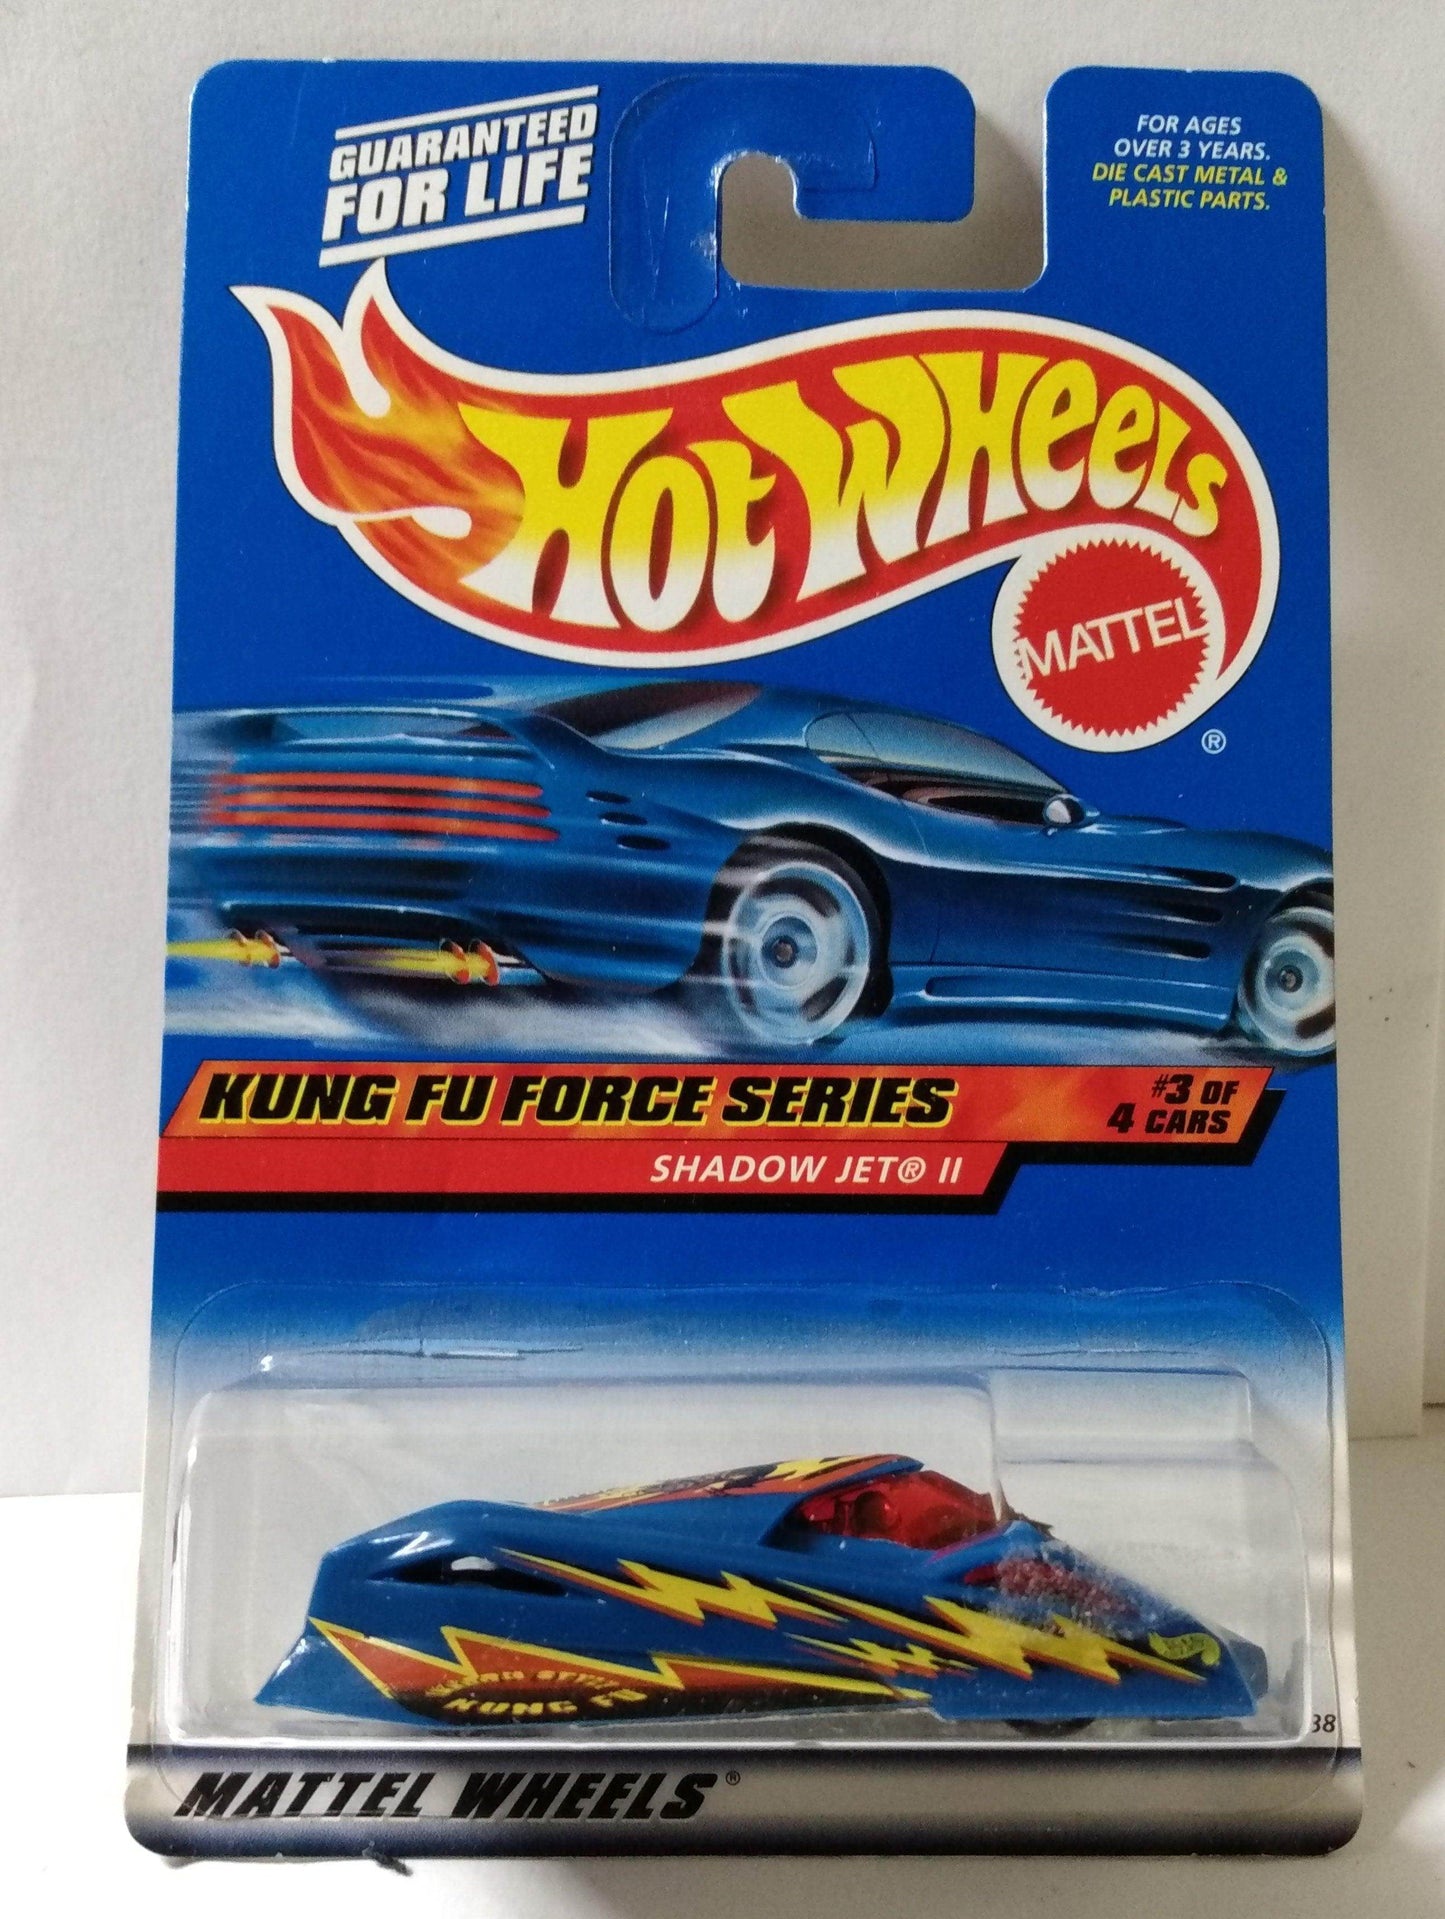 GUARANTEED
FOR LIFE
FOR AGES
OVER 3 YEARS.
DIE CAST METAL &
PLASTIC PARTS.
HOT WHEELS
MATTEL
®
KUNG FU FORCE SERIES
#3 OF
4 CARS
SHADOW JET® II
STYLE
KUNG FU
MATTEL WHEELS®